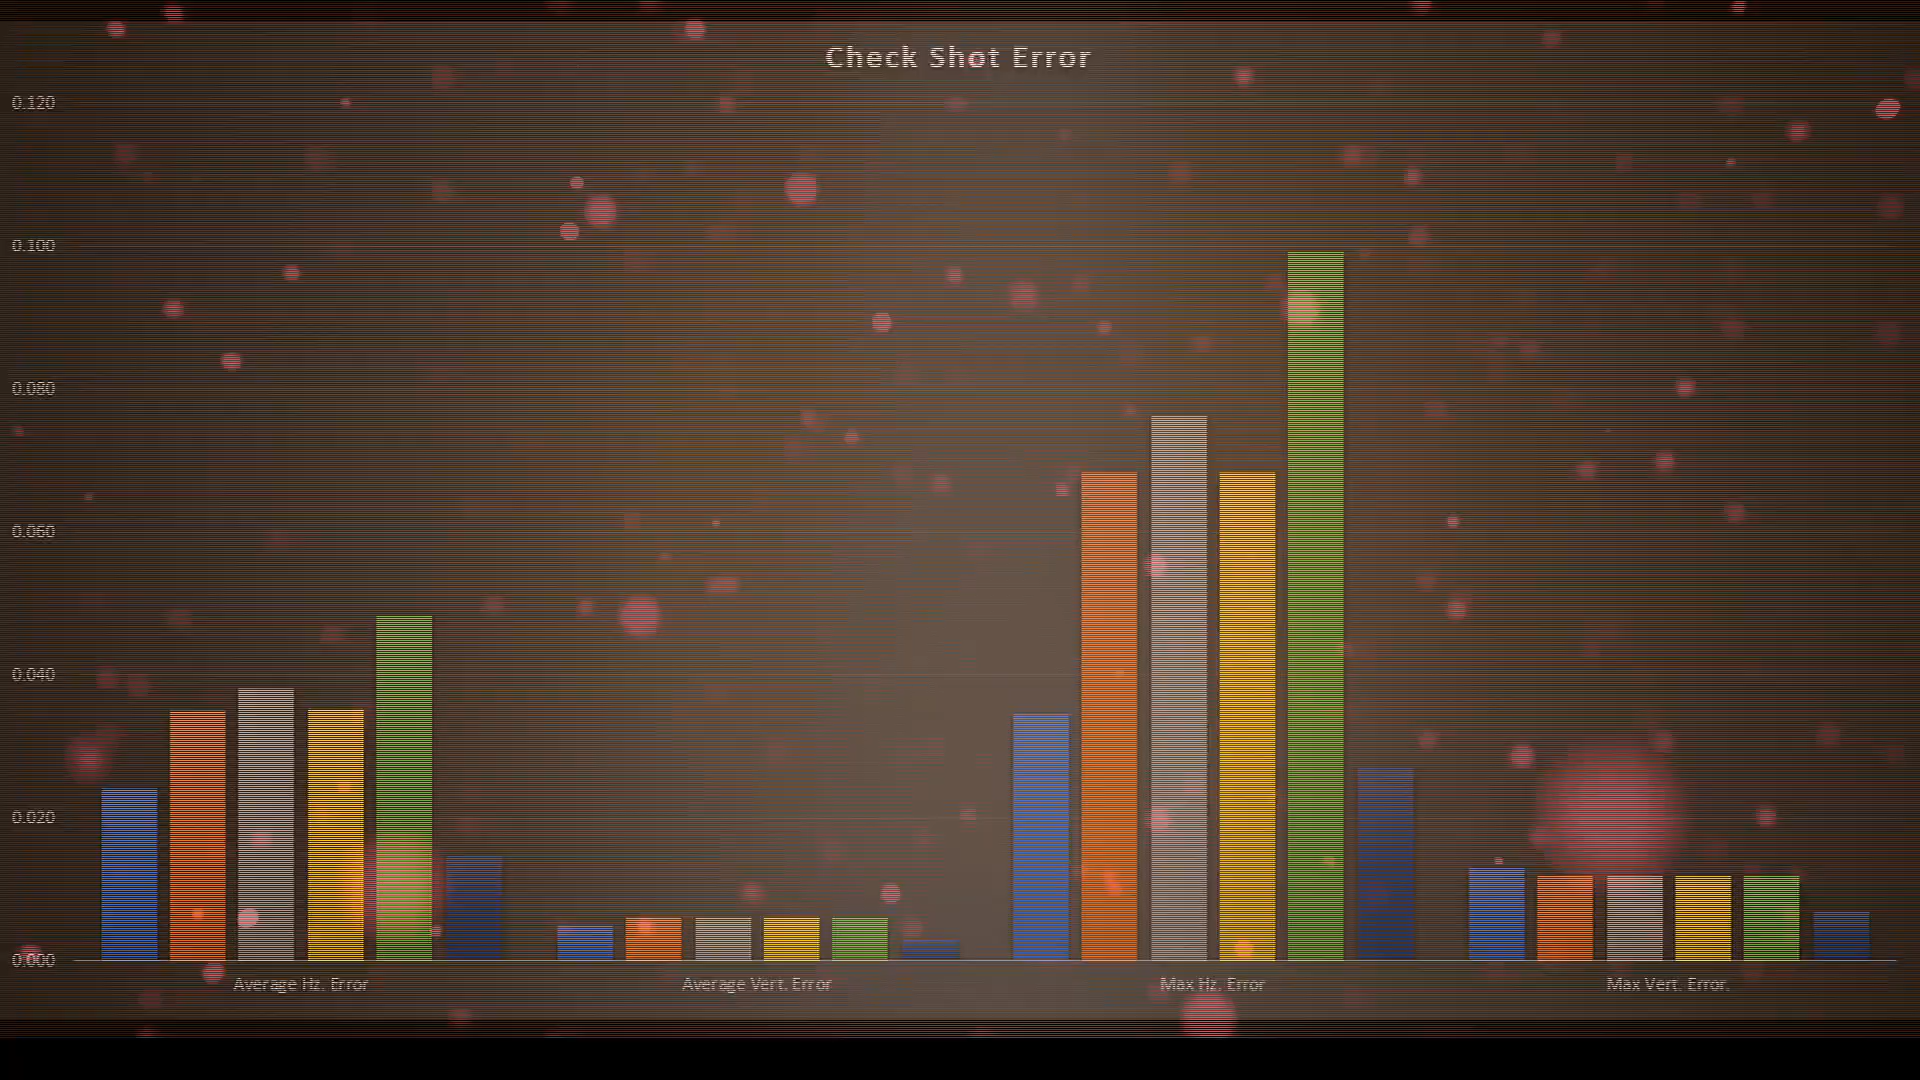 Check Shot Error
0.120
0.100
0.080
0.060
0.040
0.020
0.000
Average Hz. Error
Average Vert. Error
Max Hz. Error
Max Vert. Error.